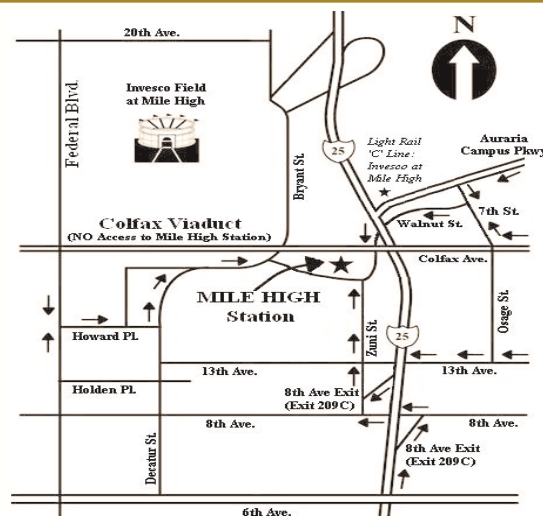 N
20th Ave.
Federal Blvd.
Invesco Field
at Mile High
Bryant St.
25
Light Rail
'C' Line:
Invesco at
Mile High
Auraria
Campus Pkwy
7th St.
Walnut St.
Colfax Viaduct
(NO Access to Mile High Station)
Colfax Ave.
MILE HIGH
Station
Zuni St.
Osage St.
25
Howard Pl.
13th Ave.
13th Ave.
Holden Pl.
8th Ave Exit
(Exit 209C)
8th Ave.
8th Ave.
Decatur St.
8th Ave Exit
(Exit 209C)
6th Ave.